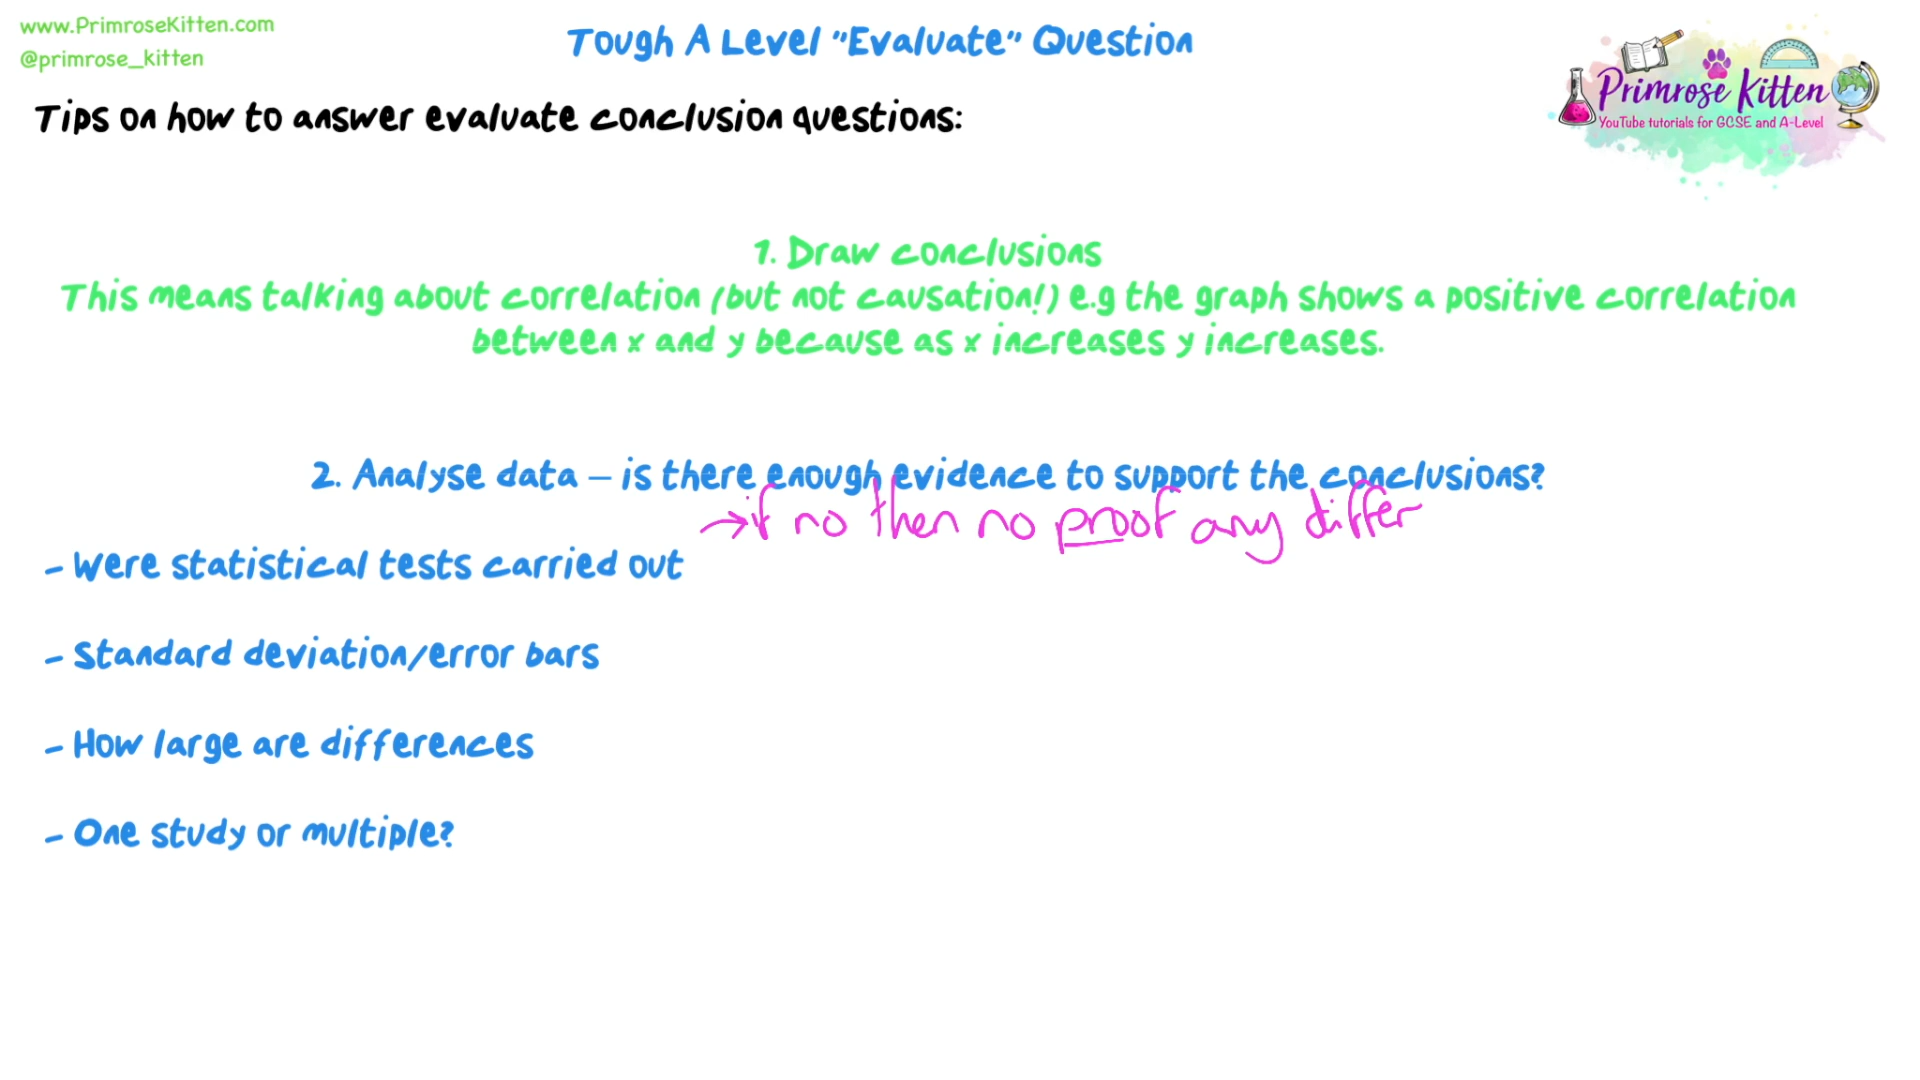 www.PrimroseKitten.com
@primrose_kitten
Tough A Level "Evaluate" Question
Primrose Kitten
YouTube tutorials for GCSE and A-Level
Tips on how to answer evaluate conclusion questions:
1. Draw conclusions
This means talking about correlation (but not causation!) e.g the graph shows a positive correlation
between x and y because as x increases y increases.
2. Analyse data – is there enough evidence to support the conclusions?
→ if no then no proof any differ
- Were statistical tests carried out
- Standard deviation/error bars
- How large are differences
- One study or multiple?